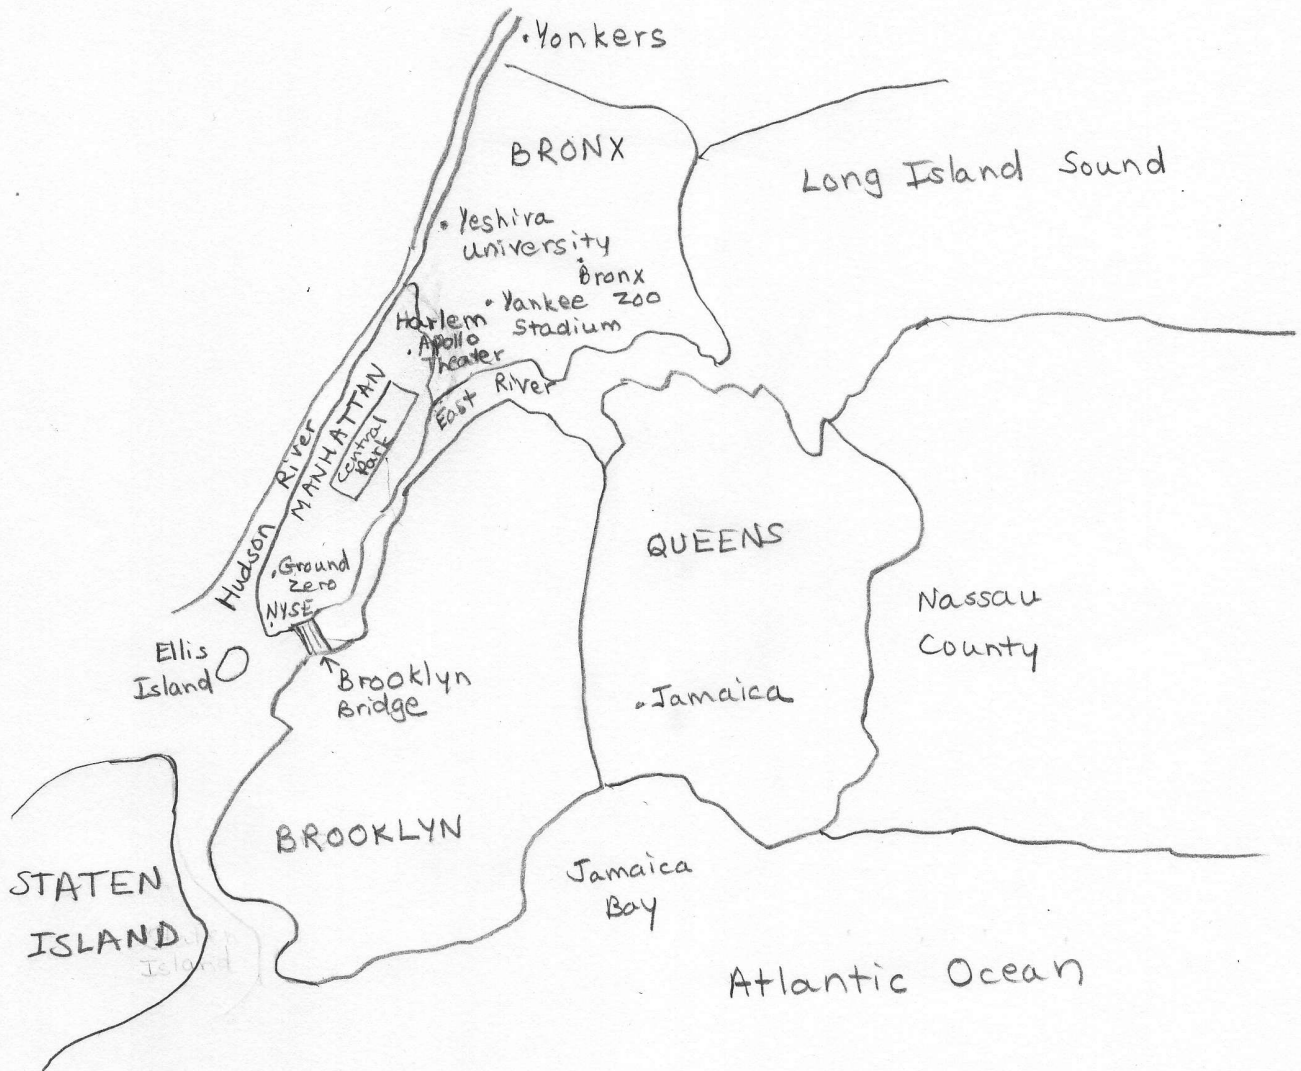 Yonkers
BRONX
Long Island Sound
Yeshiva
University
Bronx
Zoo
Yankee
Stadium
Harlem
Apollo
Theater
East River
MANHATTAN
Central
Park
Hudson River
QUEENS
Ground
Zero
NYSE
Nassau
County
Ellis
Island
Brooklyn
Bridge
Jamaica
BROOKLYN
Jamaica
Bay
STATEN
ISLAND
Island
Atlantic Ocean